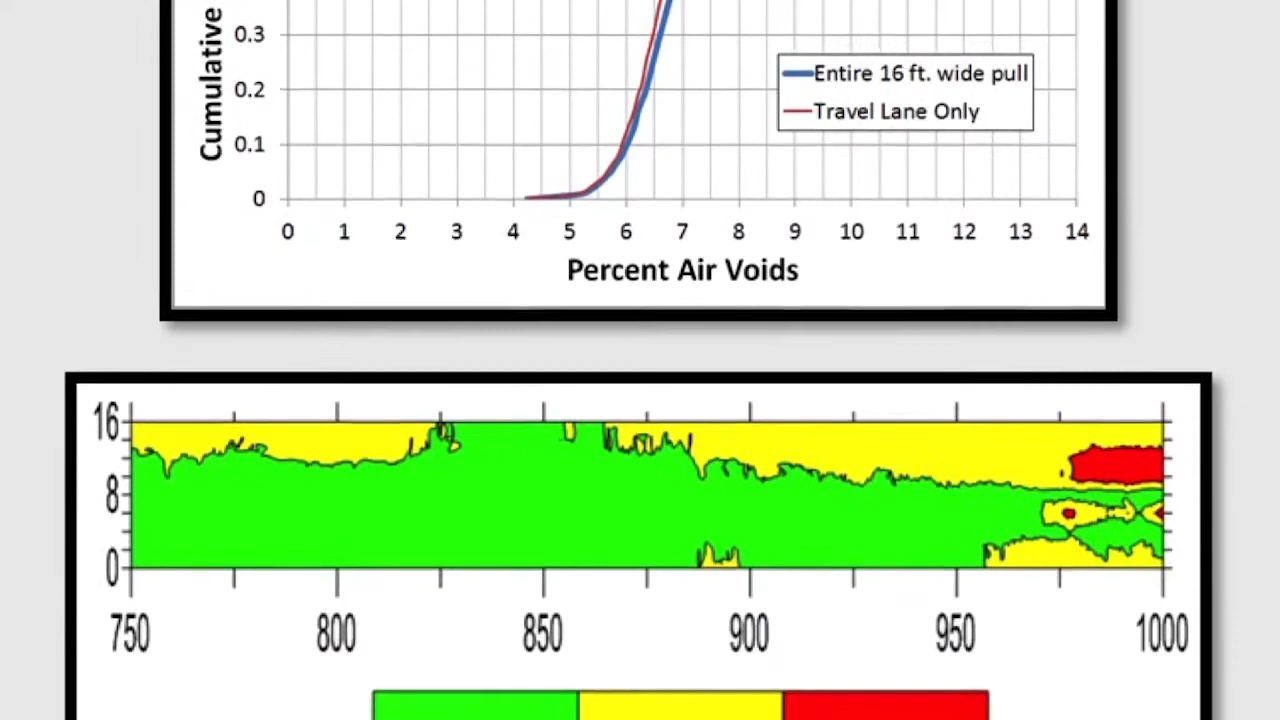 Cumulative
0.3
0.2
0.1
0
Entire 16 ft. wide pull
Travel Lane Only
0 1 2 3 4 5 6 7 8 9 10 11 12 13 14
Percent Air Voids
16
8
0
750 800 850 900 950 1000